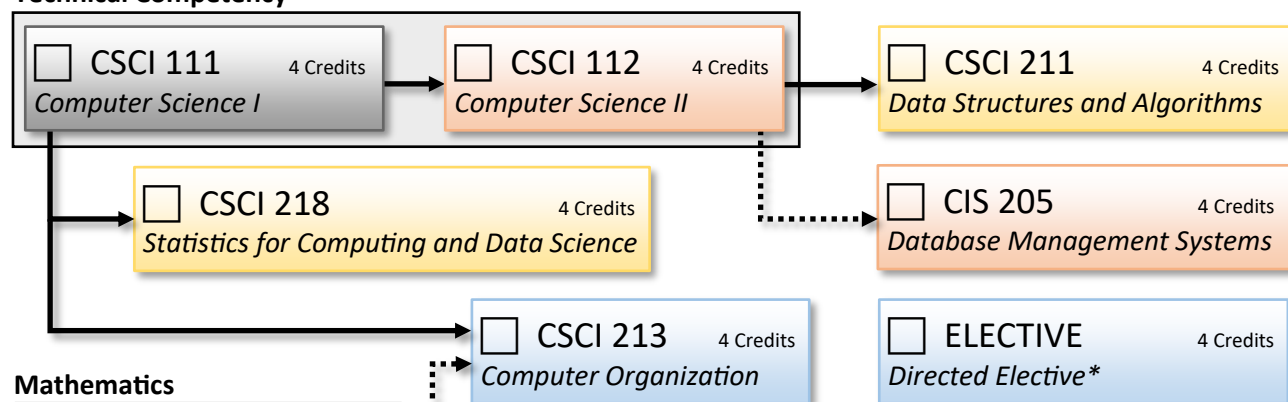 Technical Competency
☐ CSCI 111 4 Credits
Computer Science I
☐ CSCI 112 4 Credits
Computer Science II
☐ CSCI 211 4 Credits
Data Structures and Algorithms
☐ CSCI 218 4 Credits
Statistics for Computing and Data Science
☐ CIS 205 4 Credits
Database Management Systems
☐ CSCI 213 4 Credits
Computer Organization
☐ ELECTIVE 4 Credits
Directed Elective*
Mathematics